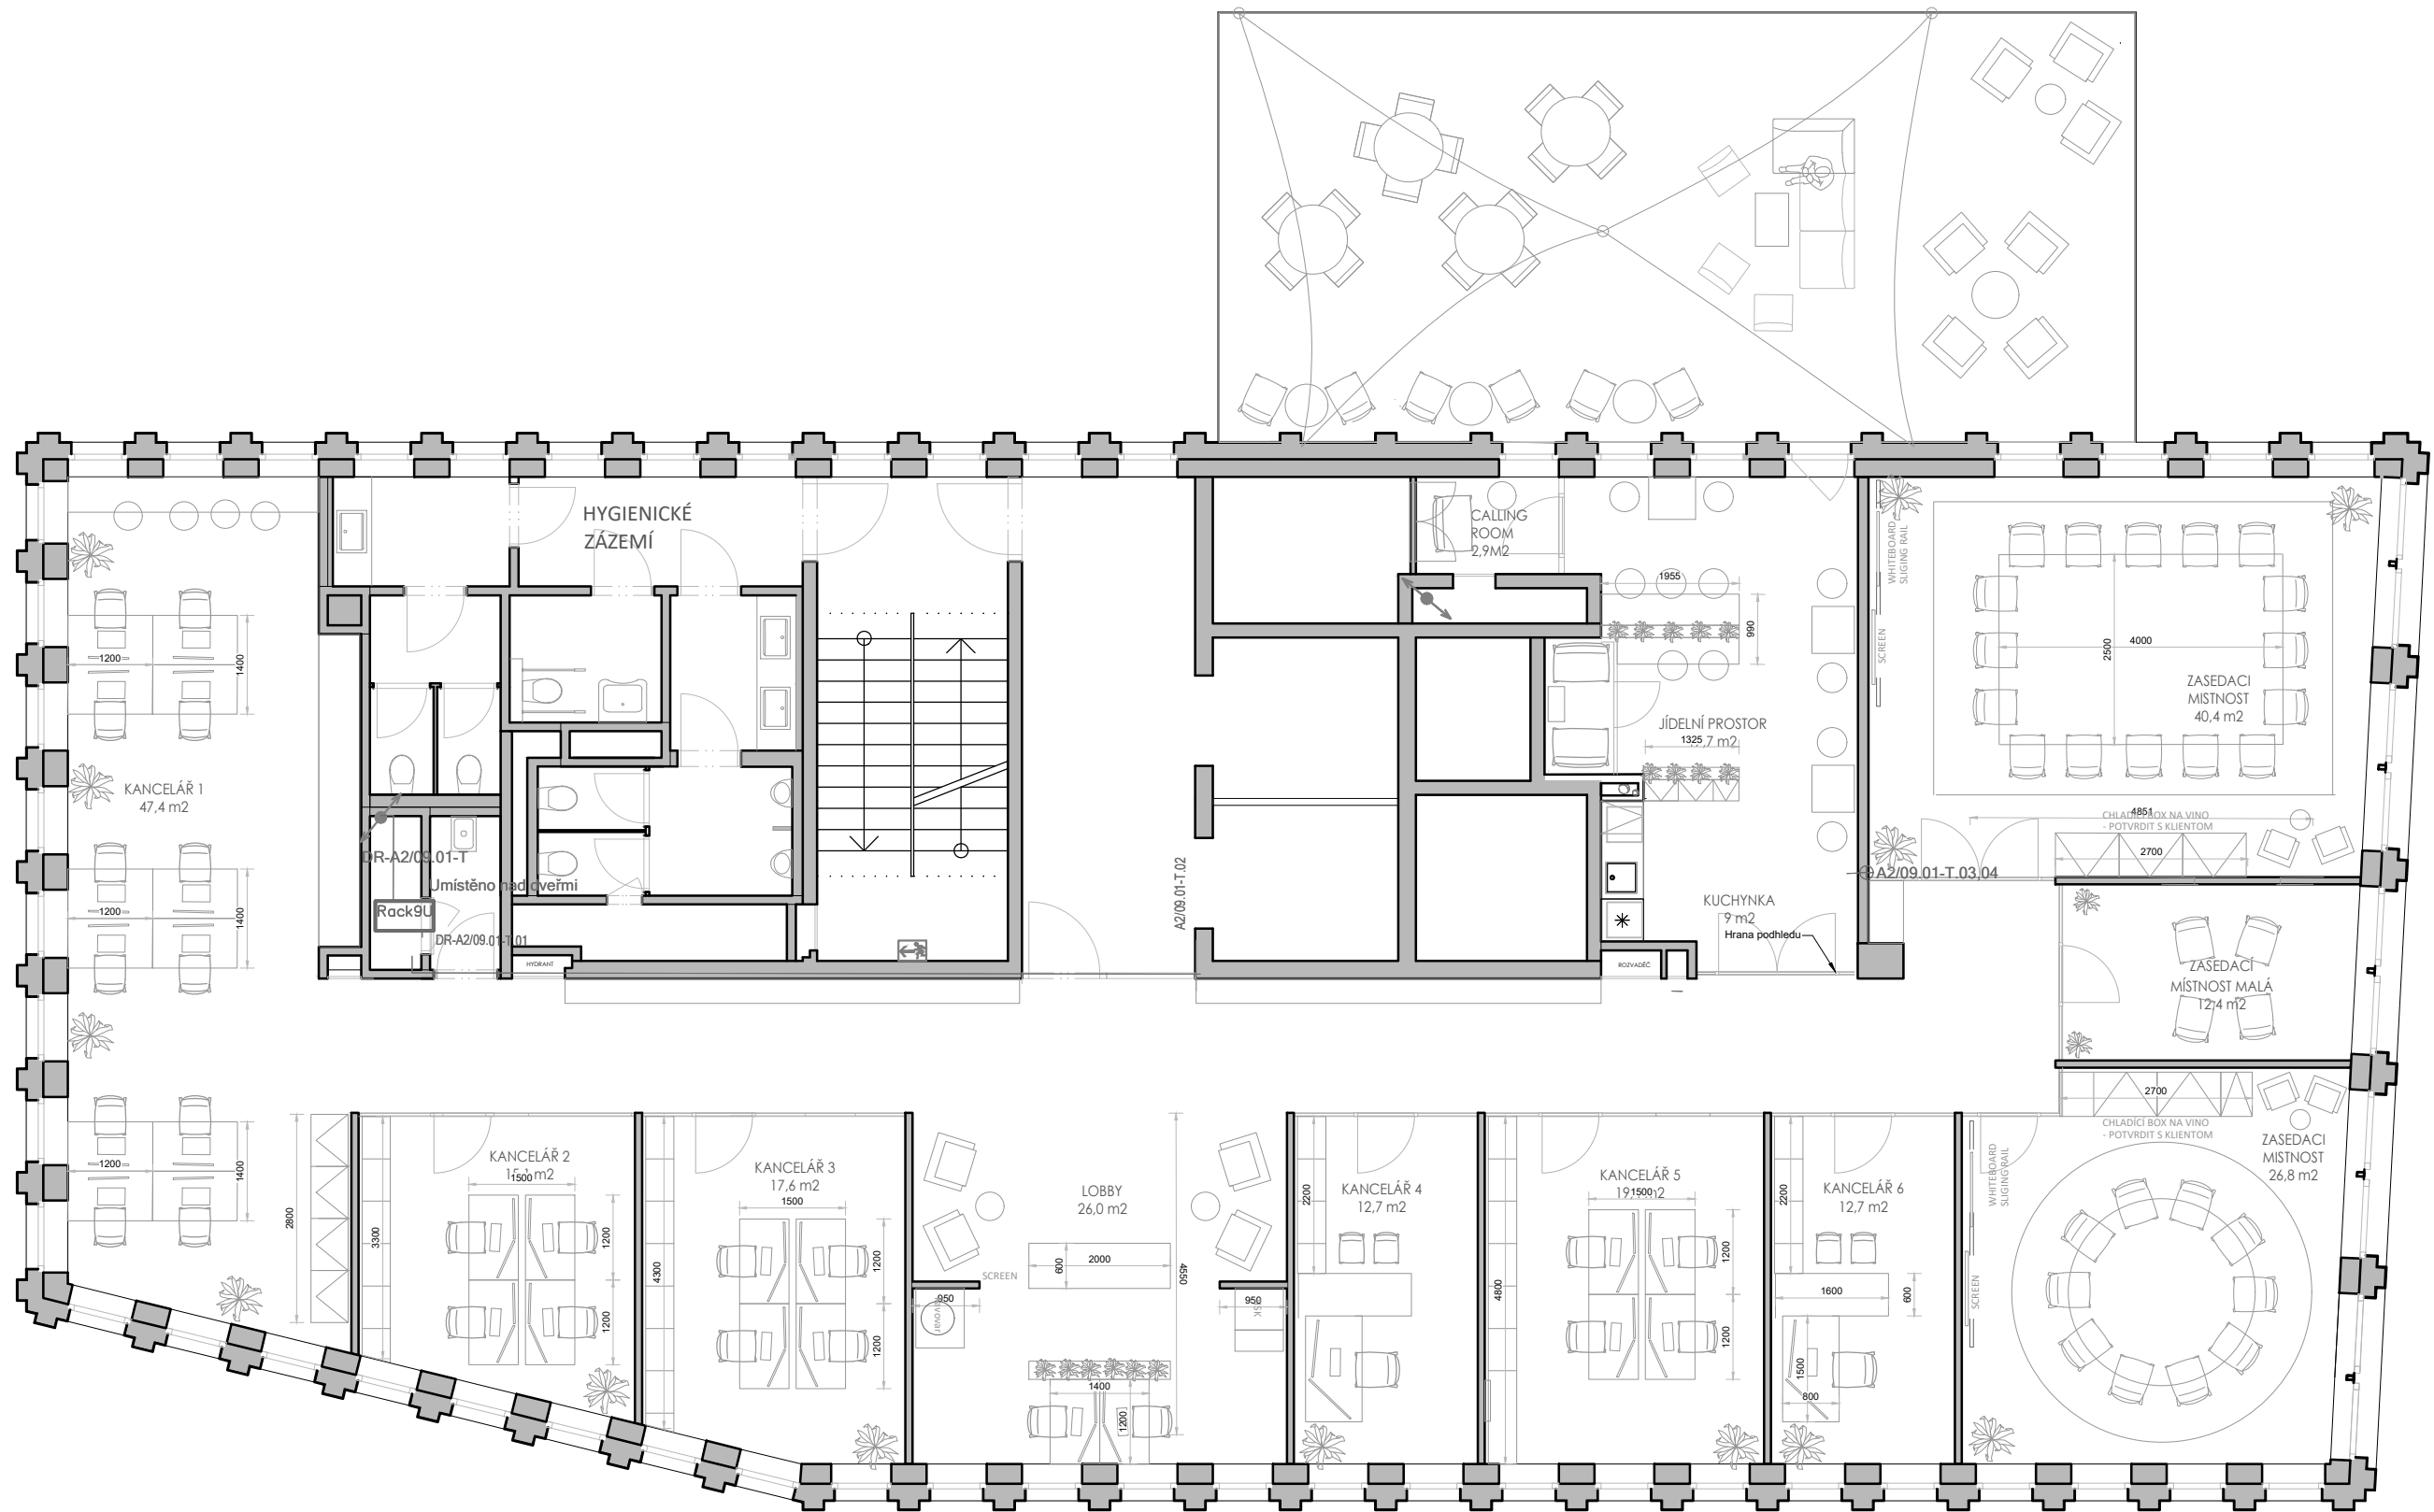 HYGIENICKÉ
ZÁZEMÍ
CALLING
ROOM
2,9M2
1955
990
WHITEBOARD
SLIGING RAIL
SCREEN
4000
2500
ZASEDACI
MISTNOST
40,4 m2
1200
1400
JÍDELNÍ PROSTOR
1325
KANCELÁŘ 1
47,4 m2
4851
CHLADÍCÍ BOX NA VINO
- POTVRDIT S KLIENTOM
2700
DR-A2/09.01-T
Umístěno nad dveřmi
Rack9U
DR-A2/09.01-T.01
HYDRANT
1200
1400
A2/09.01-T.02
A2/09.01-T.03,04
KUCHYNKA
9 m2
Hrana podhledu
ROZVADĚČ
ZASEDACÍ
MÍSTNOST MALÁ
12,4 m2
2700
CHLADÍCÍ BOX NA VINO
- POTVRDIT S KLIENTOM
ZASEDACI
MISTNOST
26,8 m2
WHITEBOARD
SLIGING RAIL
SCREEN
1200
1400
2800
KANCELÁŘ 2
1500
3300
1200
1200
KANCELÁŘ 3
17,6 m2
1500
4300
1200
1200
LOBBY
26,0 m2
SCREEN
600
2000
4550
950
950
1400
1200
KANCELÁŘ 4
12,7 m2
2200
KANCELÁŘ 5
1500
4800
1200
1200
KANCELÁŘ 6
12,7 m2
2200
1600
600
1500
800